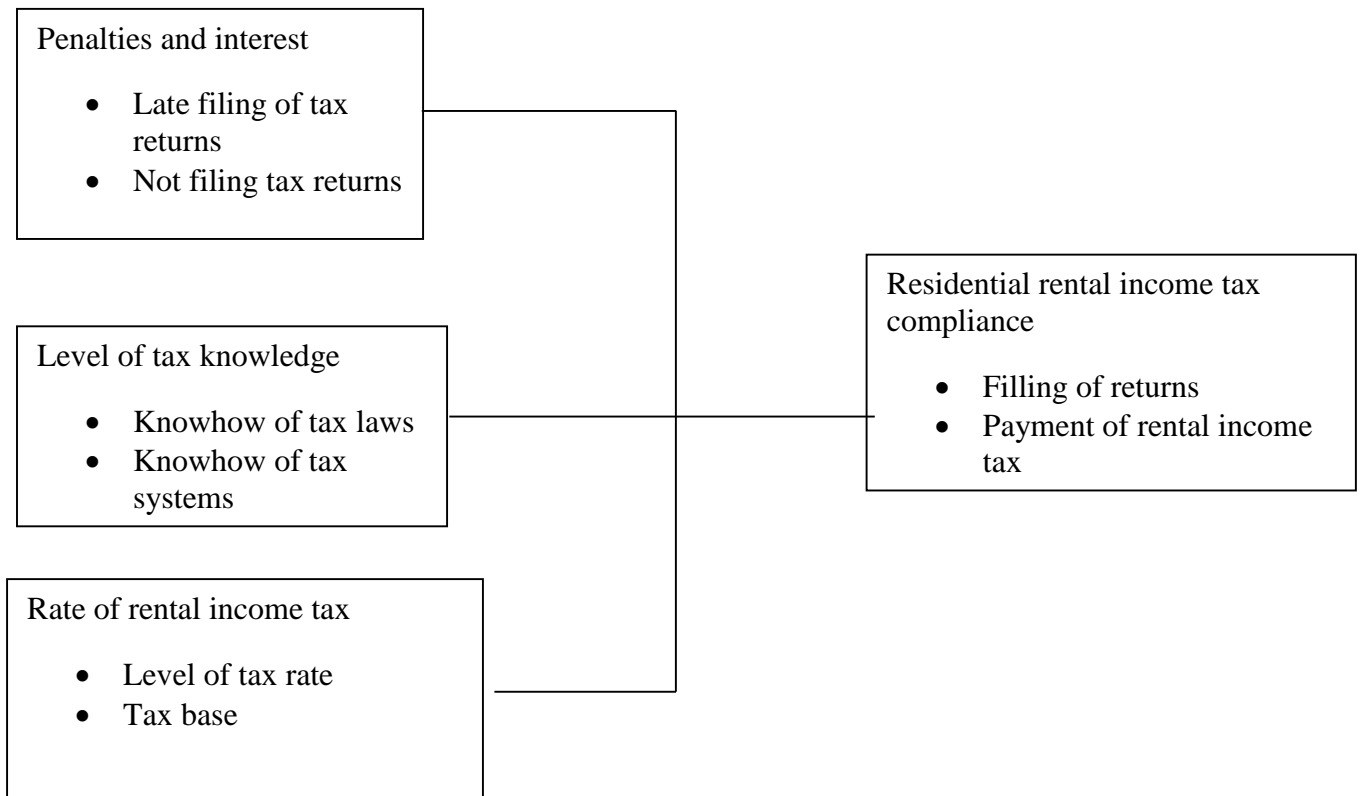 Penalties and interest
• Late filing of tax
returns
• Not filing tax returns
Level of tax knowledge
• Knowhow of tax laws
• Knowhow of tax
systems
Rate of rental income tax
• Level of tax rate
• Tax base
Residential rental income tax
compliance
• Filling of returns
• Payment of rental income
tax